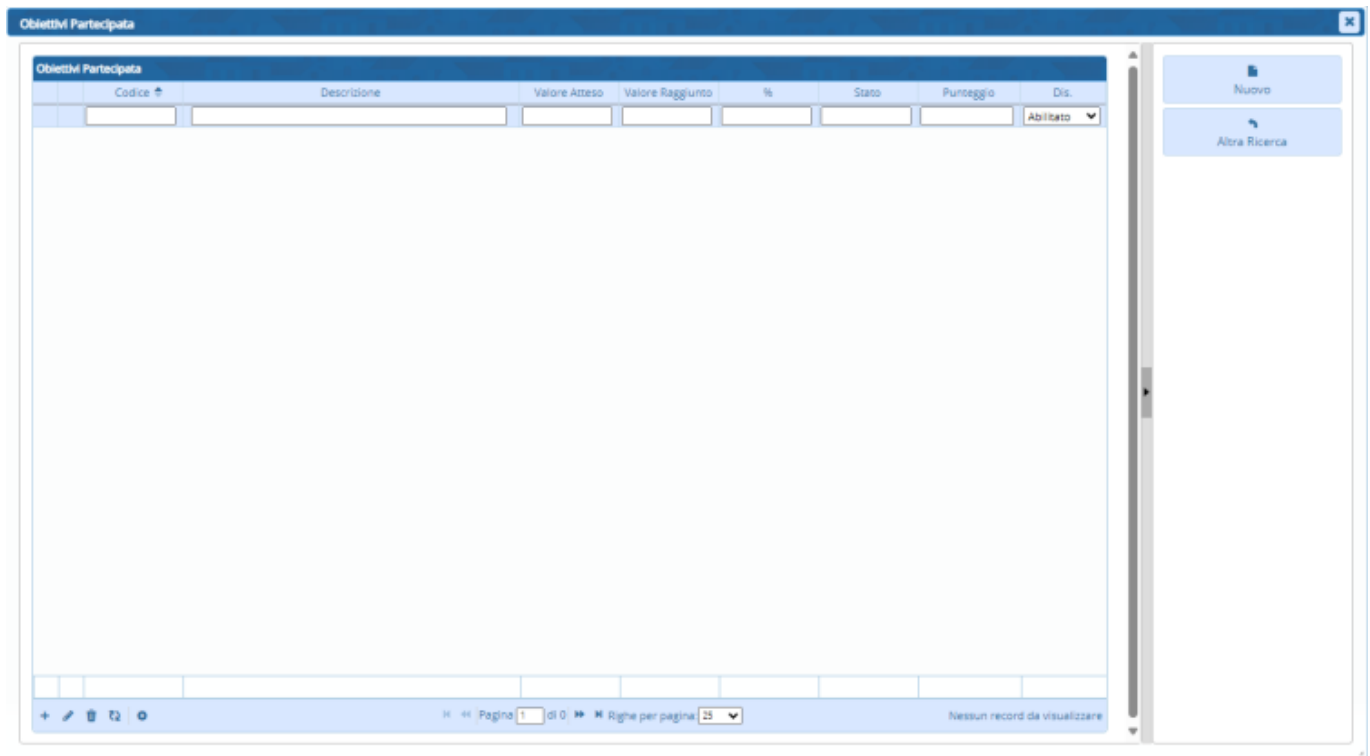 Obiettivi Partecipata
Obiettivi Partecipata
Codice Descrizione Valore Atteso Valore Raggiunto % Stato Punteggio Dis.
Abilitato
Nuovo
Altra Ricerca
Pagina 1 di 0 Righe per pagina: 25 Nessun record da visualizzare